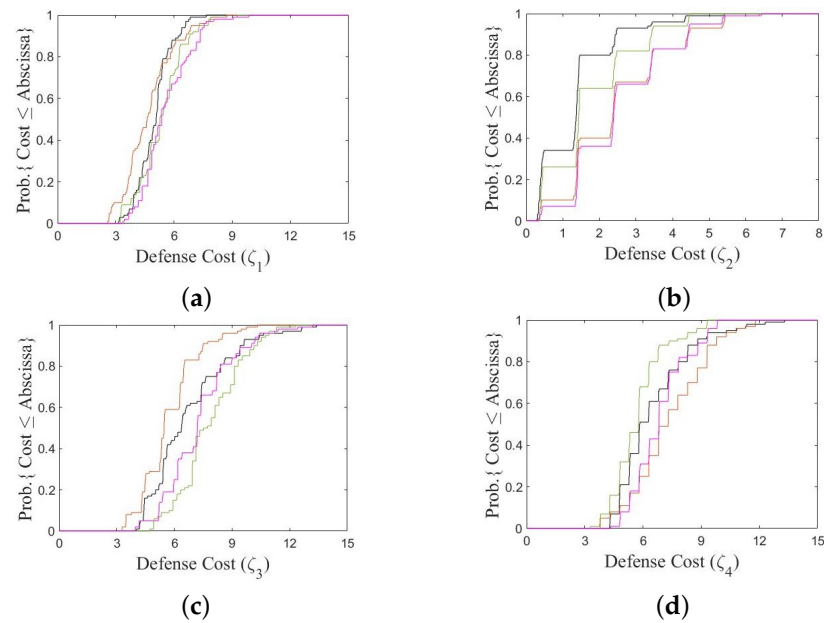 Prob.{ Cost ≤ Abscissa}
1
0.8
0.6
0.4
0.2
0
0 3 6 9 12 15
Defense Cost (ζ1)
(a)
Prob.{ Cost ≤ Abscissa}
1
0.8
0.6
0.4
0.2
0
0 1 2 3 4 5 6 7 8
Defense Cost (ζ2)
(b)
Prob.{ Cost ≤ Abscissa}
1
0.8
0.6
0.4
0.2
0
0 3 6 9 12 15
Defense Cost (ζ3)
(c)
Prob.{ Cost ≤ Abscissa}
1
0.8
0.6
0.4
0.2
0
0 3 6 9 12 15
Defense Cost (ζ4)
(d)